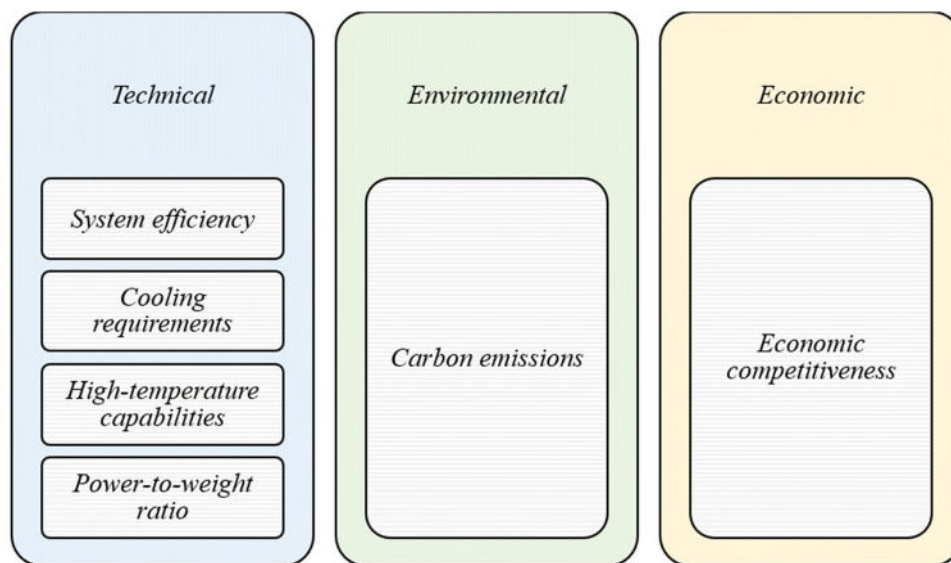 Technical
System efficiency
Cooling
requirements
High-temperature
capabilities
Power-to-weight
ratio
Environmental
Carbon emissions
Economic
Economic
competitiveness